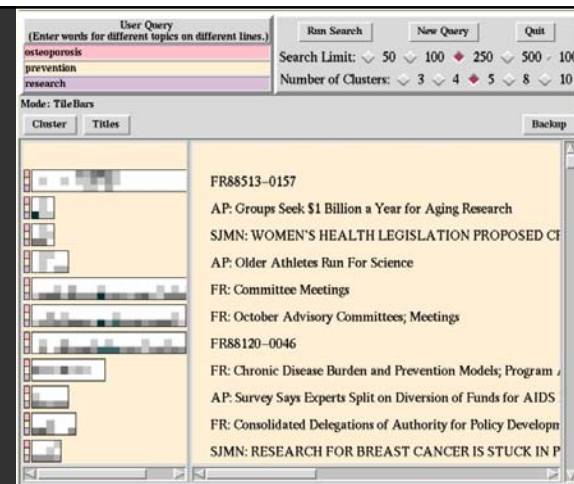 User Query
(Enter words for different topics on different lines.)
osteoporosis
prevention
research
Run Search New Query Quit
Search Limit: 50 100 250 500 100
Number of Clusters: 3 4 5 8 10
Mode: TileBars
Cluster Titles Backup
FR88513-0157
AP: Groups Seek $1 Billion a Year for Aging Research
SJMN: WOMEN'S HEALTH LEGISLATION PROPOSED
AP: Older Athletes Run For Science
FR: Committee Meetings
FR: October Advisory Committees; Meetings
FR88120-0046
FR: Chronic Disease Burden and Prevention Models; Program
AP: Survey Says Experts Split on Diversion of Funds for AIDS
FR: Consolidated Delegations of Authority for Policy Developm
SJMN: RESEARCH FOR BREAST CANCER IS STUCK IN P